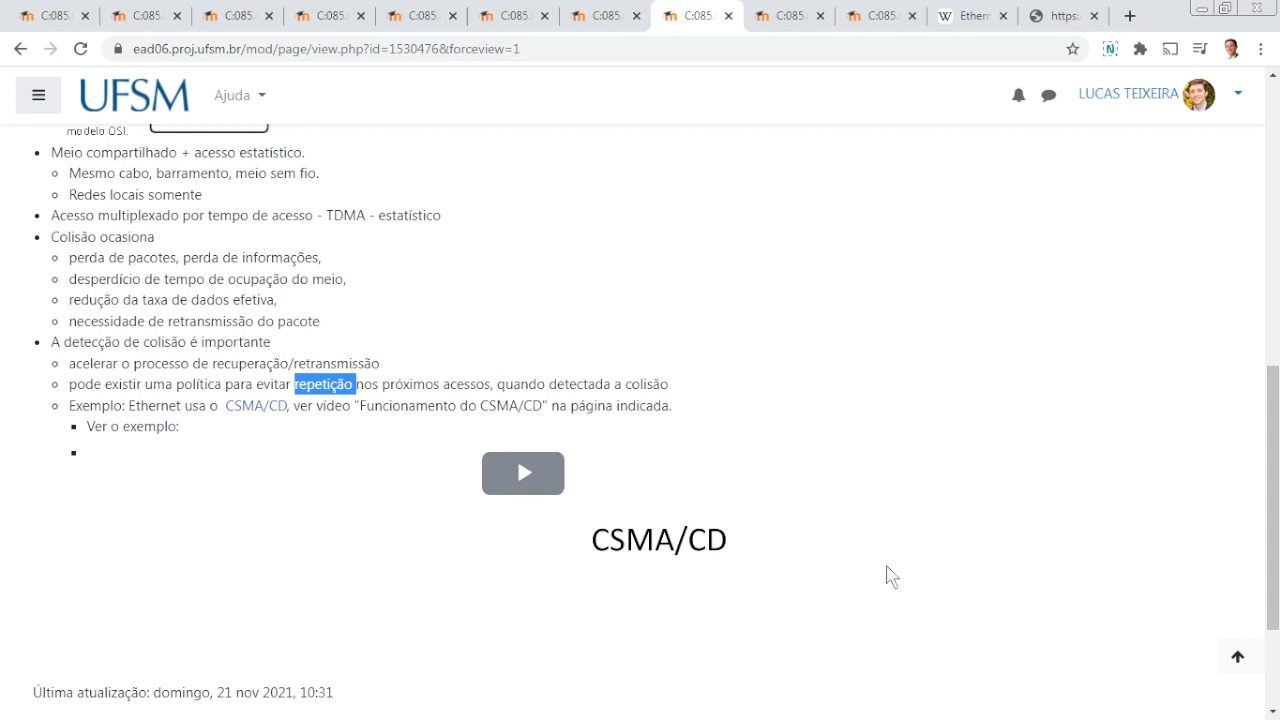 C:085. C:085. C:085. C:085. C:085. C:085. C:085. C:085. C:085. C:085. Ethern https:
ead06.proj.ufsm.br/mod/page/view.php?id=1530476&forceview=1
UFSM Ajuda LUCAS TEIXEIRA
modelo OSI.
• Meio compartilhado + acesso estatístico.
Mesmo cabo, barramento, meio sem fio.
Redes locais somente
• Acesso multiplexado por tempo de acesso - TDMA - estatístico
• Colisão ocasiona
perda de pacotes, perda de informações,
desperdício de tempo de ocupação do meio,
redução da taxa de dados efetiva,
necessidade de retransmissão do pacote
• A detecção de colisão é importante
acelerar o processo de recuperação/retransmissão
pode existir uma política para evitar repetição nos próximos acessos, quando detectada a colisão
Exemplo: Ethernet usa o CSMA/CD, ver vídeo "Funcionamento do CSMA/CD" na página indicada.
Ver o exemplo:
CSMA/CD
Última atualização: domingo, 21 nov 2021, 10:31